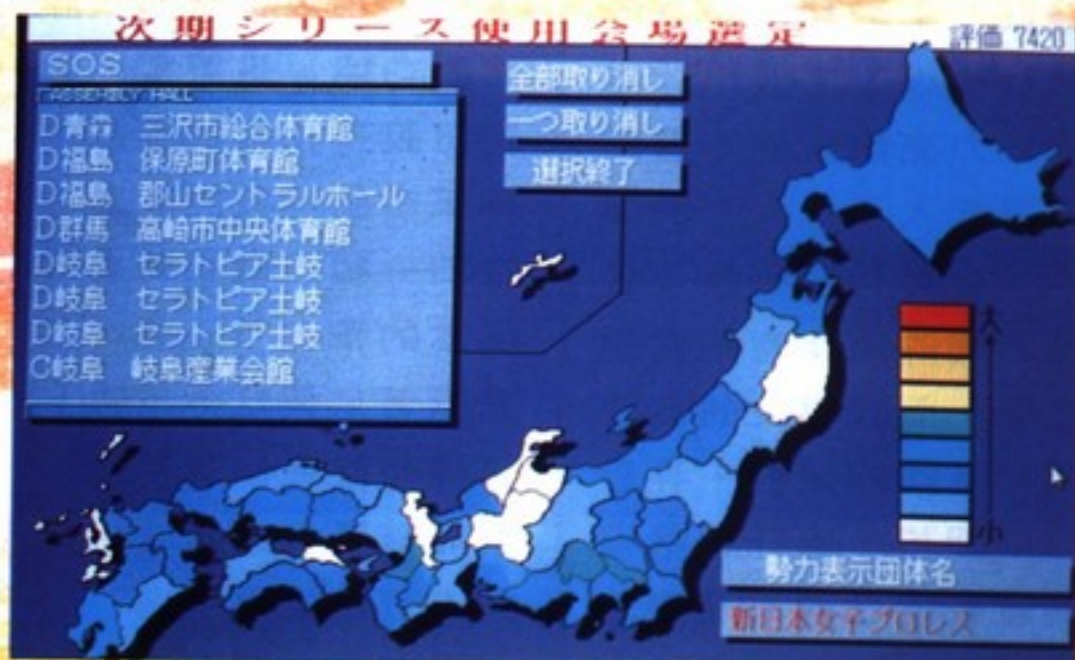 次期シリーズ使用会場選定
評価 7420
SOS
ASSEMBLY HALL
D青森 三沢市総合体育館
D福島 保原町体育館
D福島 郡山セントラルホール
D群馬 高崎市中央体育館
D岐阜 セラトピア土岐
D岐阜 セラトピア土岐
D岐阜 セラトピア土岐
C岐阜 岐阜産業会館
全部取り消し
一つ取り消し
選択終了
大
小
勢力表示団体名
新日本女子プロレス